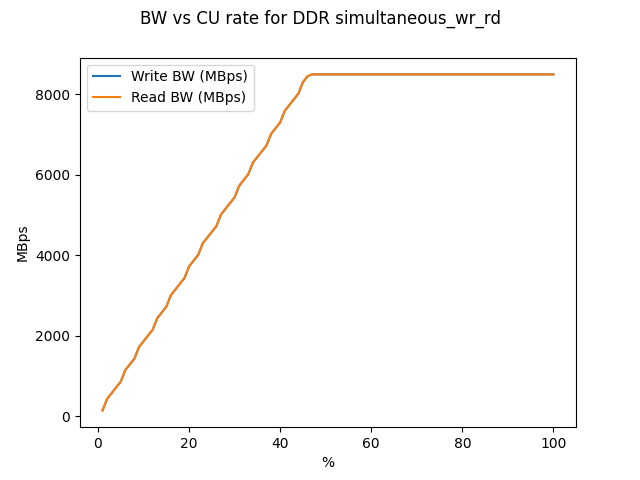 BW vs CU rate for DDR simultaneous_wr_rd
Write BW (MBps)
Read BW (MBps)
MBps
8000
6000
4000
2000
0
0 20 40 60 80 100
%